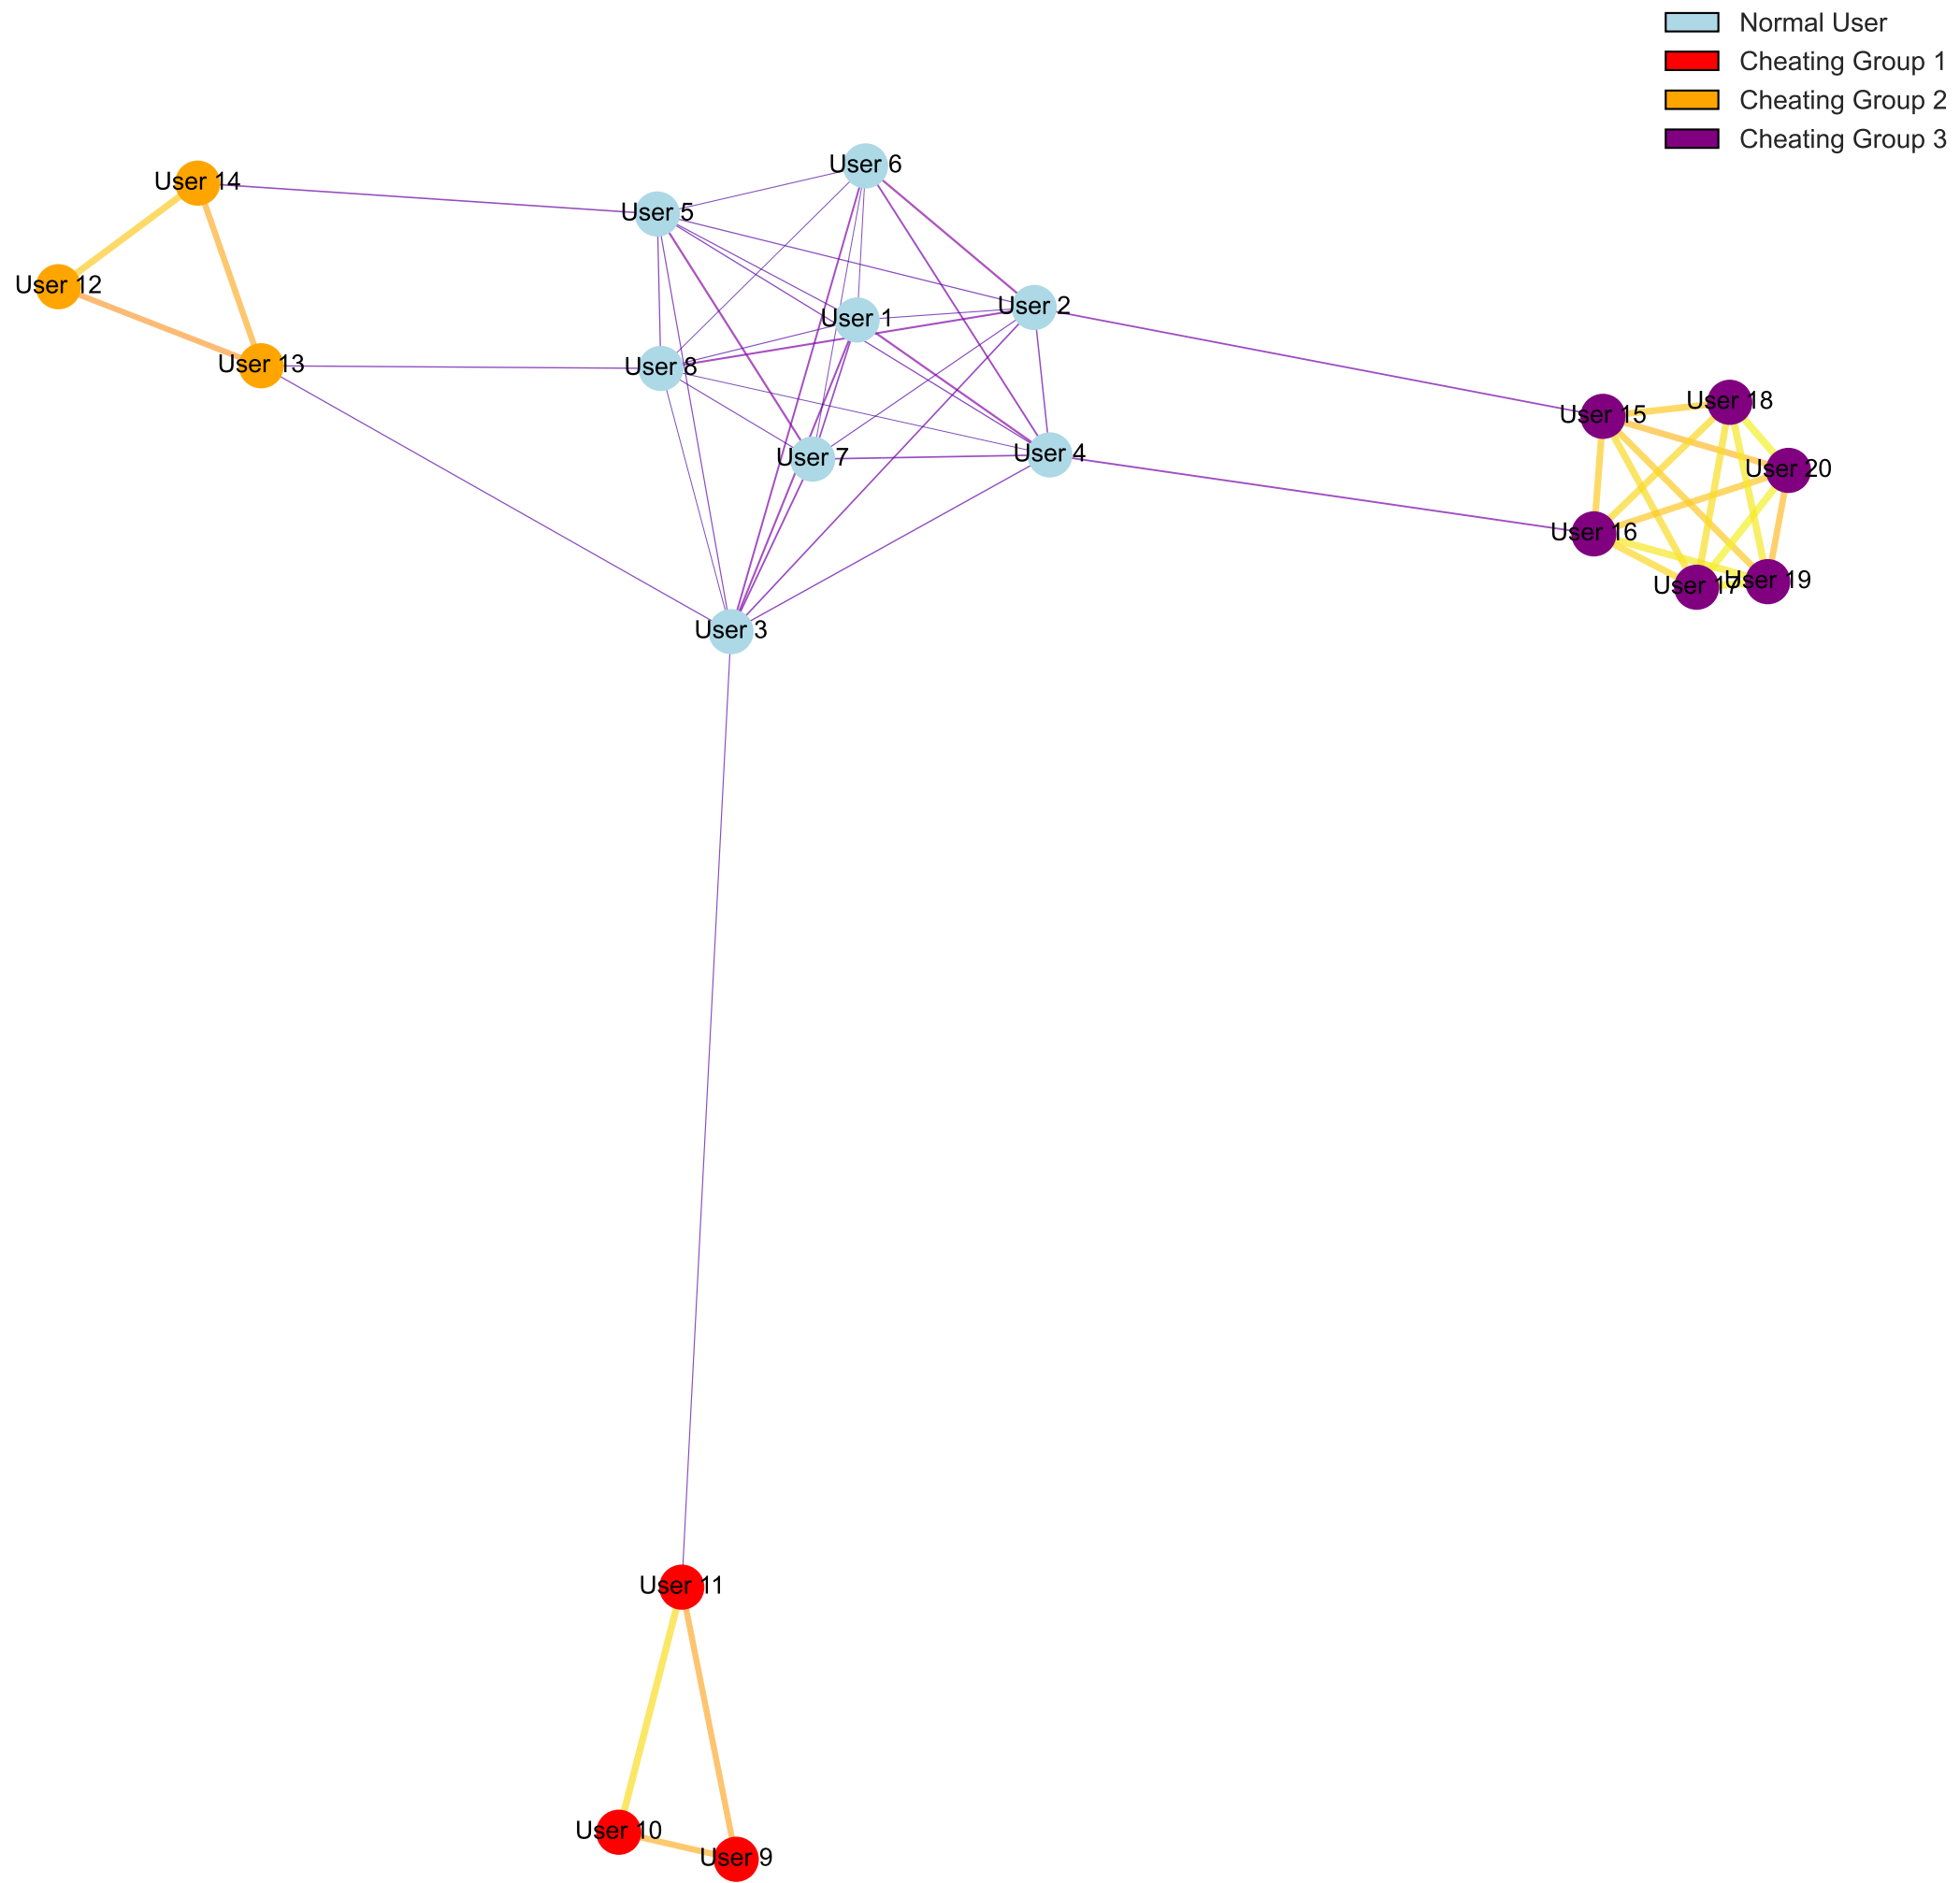 Normal User
Cheating Group 1
Cheating Group 2
Cheating Group 3
User 6
User 14
User 5
User 12
User 2
User 1
User 13
User 8
User 18
User 15
User 7
User 4
User 20
User 16
User 17
User 19
User 3
User 11
User 10
User 9